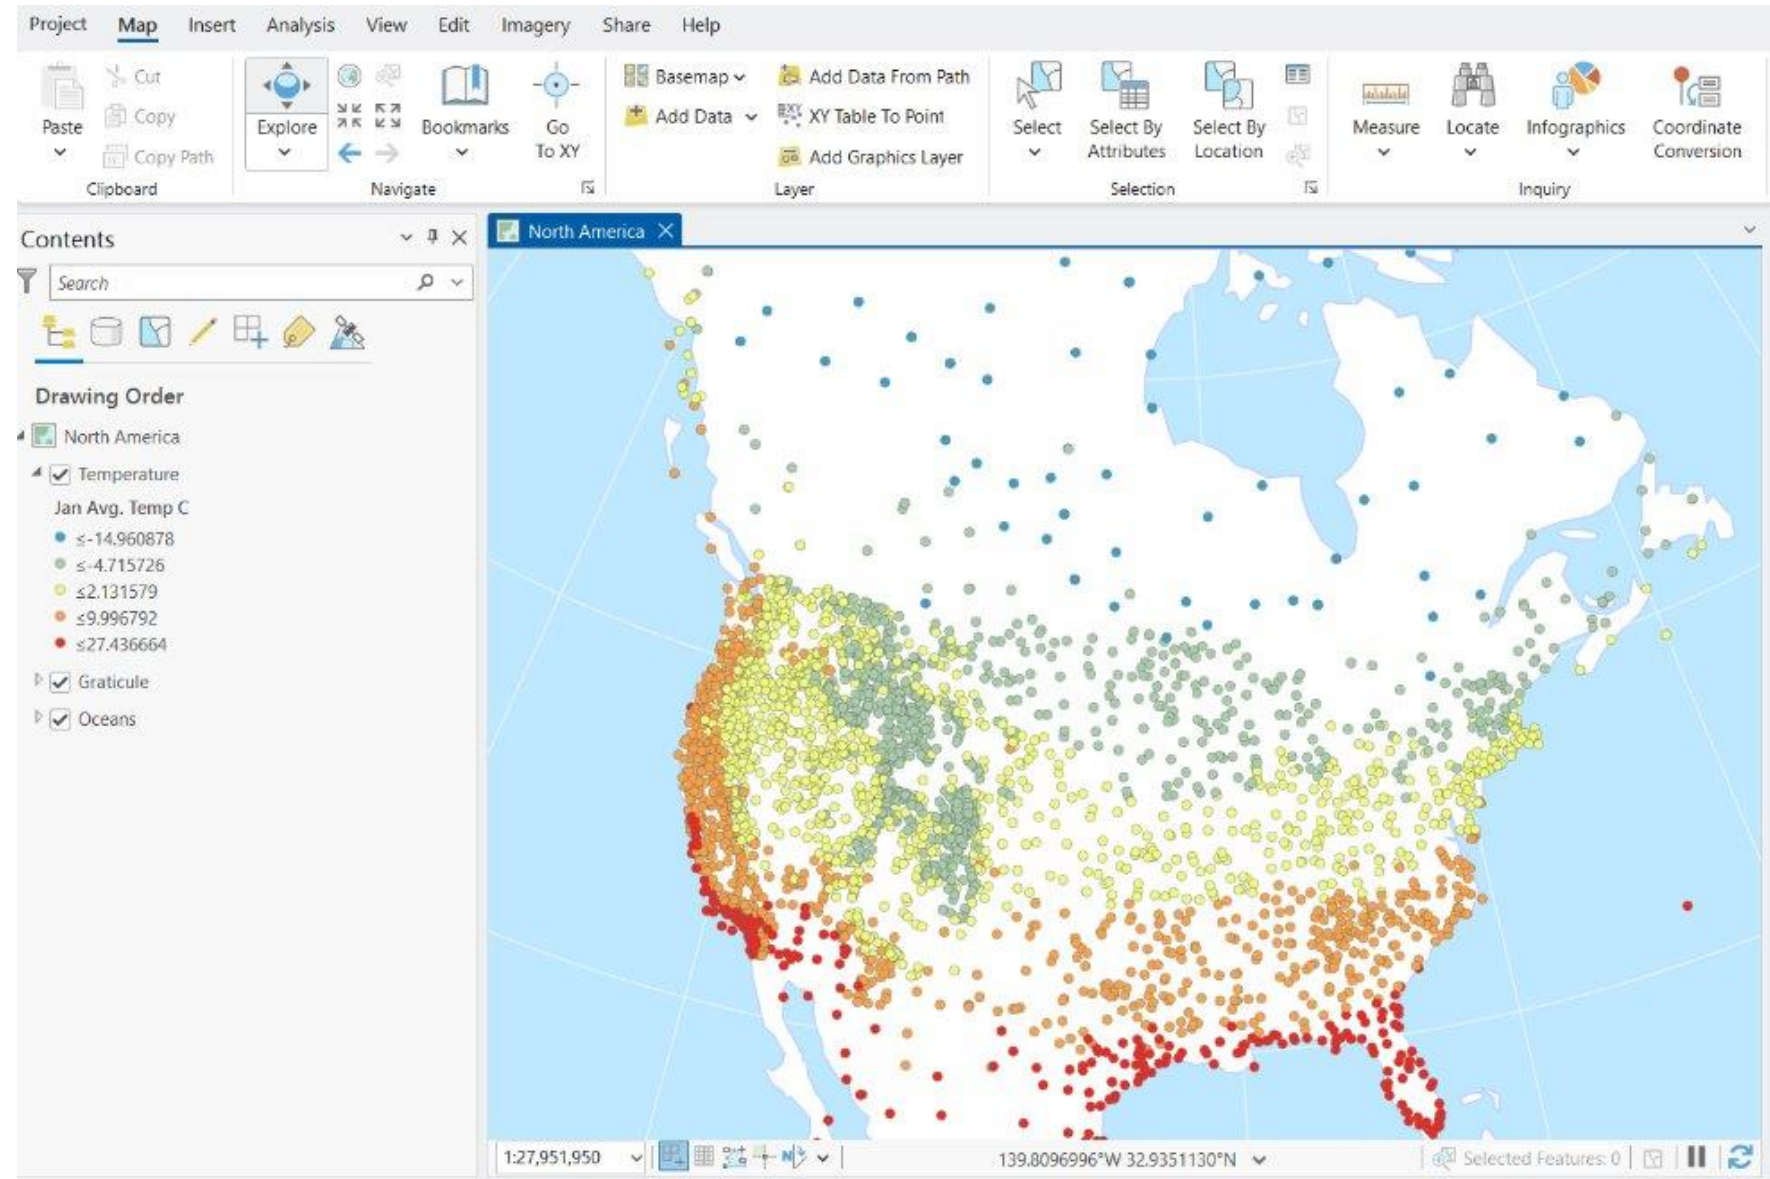 Project Map Insert Analysis View Edit Imagery Share Help
Paste
Cut
Copy
Copy Path
Clipboard
Explore
Bookmarks
Go
To XY
Navigate
Basemap
Add Data
Add Data From Path
XY Table To Point
Add Graphics Layer
Layer
Select
Select By
Attributes
Select By
Location
Selection
Measure
Locate
Infographics
Coordinate
Conversion
Inquiry
Contents
Search
Drawing Order
North America
Temperature
Jan Avg. Temp C
≤-14.960878
≤-4.715726
≤2.131579
≤9.996792
≤27.436664
Graticule
Oceans
North America
1:27,951,950
139.8096996°W 32.9351130°N
Selected Features: 0